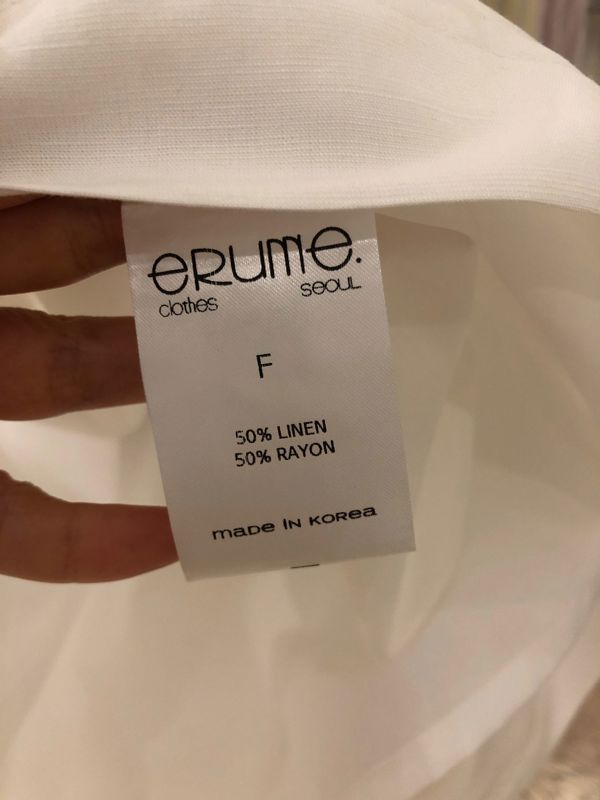 eRUme.
clothes SEOUL
F
50% LINEN
50% RAYON
maDe IN KORea